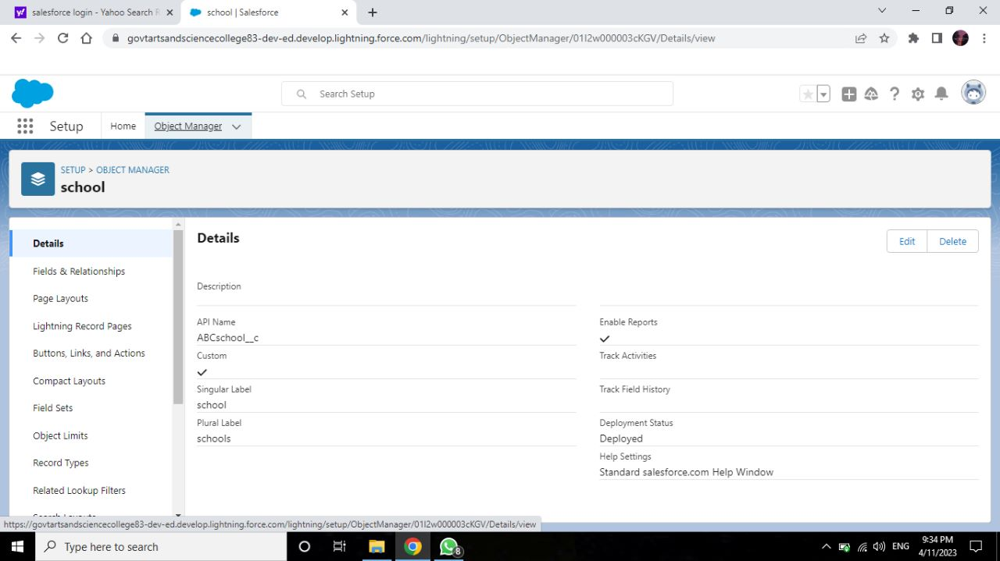 salesforce login - Yahoo Search R
school | Salesforce
govtartsandsciencecollege83-dev-ed.develop.lightning.force.com/lightning/setup/ObjectManager/01I2w000003cKGV/Details/view
Search Setup
Setup
Home
Object Manager
SETUP > OBJECT MANAGER
school
Details
Fields & Relationships
Page Layouts
Lightning Record Pages
Buttons, Links, and Actions
Compact Layouts
Field Sets
Object Limits
Record Types
Related Lookup Filters
Search Layouts
Details
Edit
Delete
Description
API Name
ABCschool__c
Custom
Singular Label
school
Plural Label
schools
Enable Reports
Track Activities
Track Field History
Deployment Status
Deployed
Help Settings
Standard salesforce.com Help Window
https://govtartsandsciencecollege83-dev-ed.develop.lightning.force.com/lightning/setup/ObjectManager/01I2w000003cKGV/Details/view
Type here to search
8
ENG
9:34 PM
4/11/2023